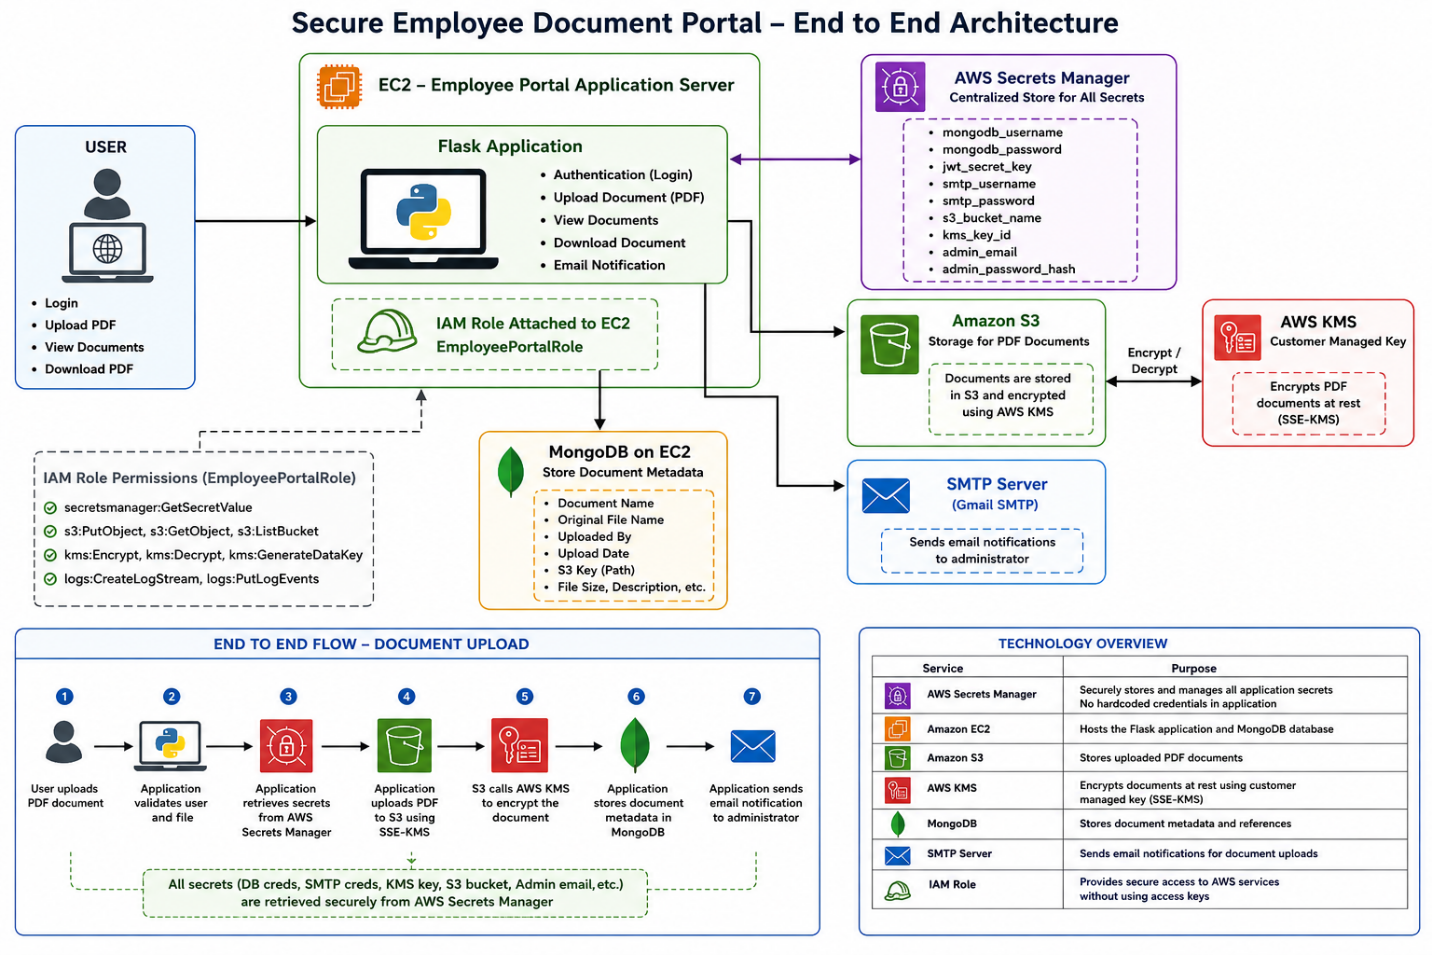 Secure Employee Document Portal – End to End Architecture
USER
• Login
• Upload PDF
• View Documents
• Download PDF
EC2 – Employee Portal Application Server
Flask Application
• Authentication (Login)
• Upload Document (PDF)
• View Documents
• Download Document
• Email Notification
IAM Role Attached to EC2
EmployeePortalRole
AWS Secrets Manager
Centralized Store for All Secrets
• mongodb_username
• mongodb_password
• jwt_secret_key
• smtp_username
• smtp_password
• s3_bucket_name
• kms_key_id
• admin_email
• admin_password_hash
Amazon S3
Storage for PDF Documents
Documents are stored
in S3 and encrypted
using AWS KMS
Encrypt /
Decrypt
AWS KMS
Customer Managed Key
Encrypts PDF
documents at rest
(SSE-KMS)
IAM Role Permissions (EmployeePortalRole)
secretsmanager:GetSecretValue
s3:PutObject, s3:GetObject, s3:ListBucket
kms:Encrypt, kms:Decrypt, kms:GenerateDataKey
logs:CreateLogStream, logs:PutLogEvents
MongoDB on EC2
Store Document Metadata
• Document Name
• Original File Name
• Uploaded By
• Upload Date
• S3 Key (Path)
• File Size, Description, etc.
SMTP Server
(Gmail SMTP)
Sends email notifications
to administrator
END TO END FLOW – DOCUMENT UPLOAD
1
User uploads
PDF document
2
Application
validates user
and file
3
Application
retrieves secrets
from AWS
Secrets Manager
4
Application
uploads PDF
to S3 using
SSE-KMS
5
S3 calls AWS KMS
to encrypt the
document
6
Application
stores document
metadata in
MongoDB
7
Application sends
email notification
to administrator
All secrets (DB creds, SMTP creds, KMS key, S3 bucket, Admin email, etc.)
are retrieved securely from AWS Secrets Manager
TECHNOLOGY OVERVIEW
Service Purpose
AWS Secrets Manager Securely stores and manages all application secrets
No hardcoded credentials in application
Amazon EC2 Hosts the Flask application and MongoDB database
Amazon S3 Stores uploaded PDF documents
AWS KMS Encrypts documents at rest using customer
managed key (SSE-KMS)
MongoDB Stores document metadata and references
SMTP Server Sends email notifications for document uploads
IAM Role Provides secure access to AWS services
without using access keys